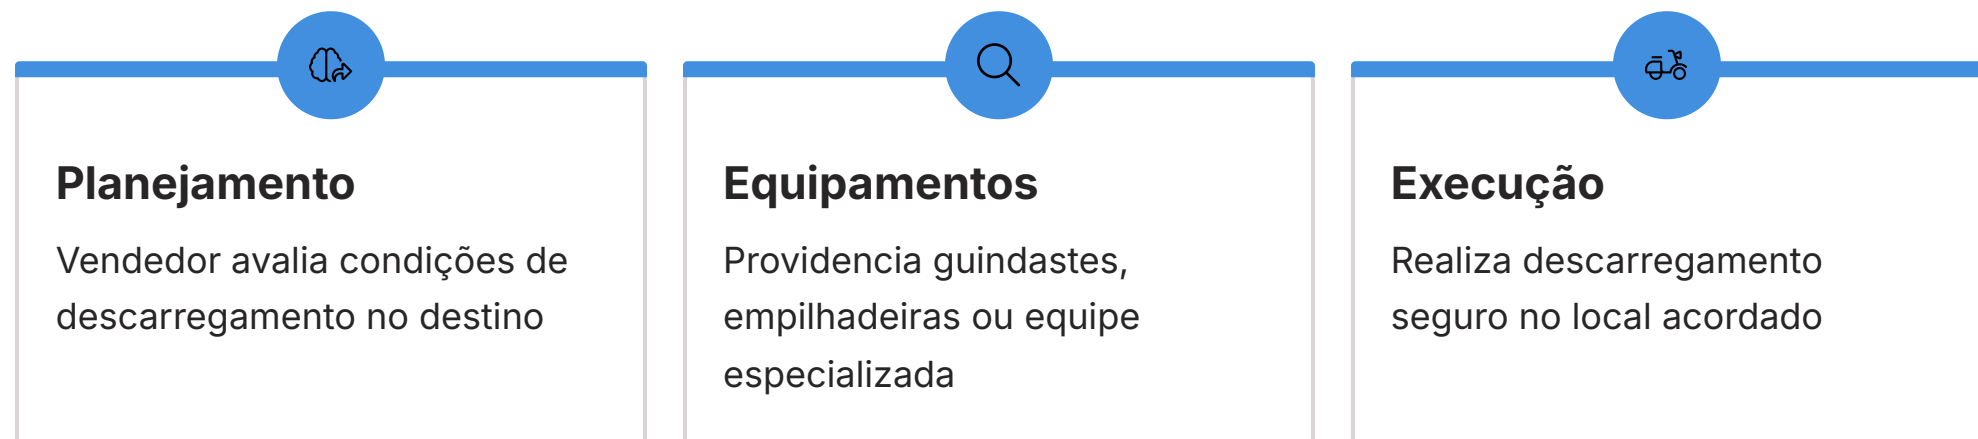 Planejamento
Vendedor avalia condições de
descarregamento no destino
Equipamentos
Providencia guindastes,
empilhadeiras ou equipe
especializada
Execução
Realiza descarregamento
seguro no local acordado